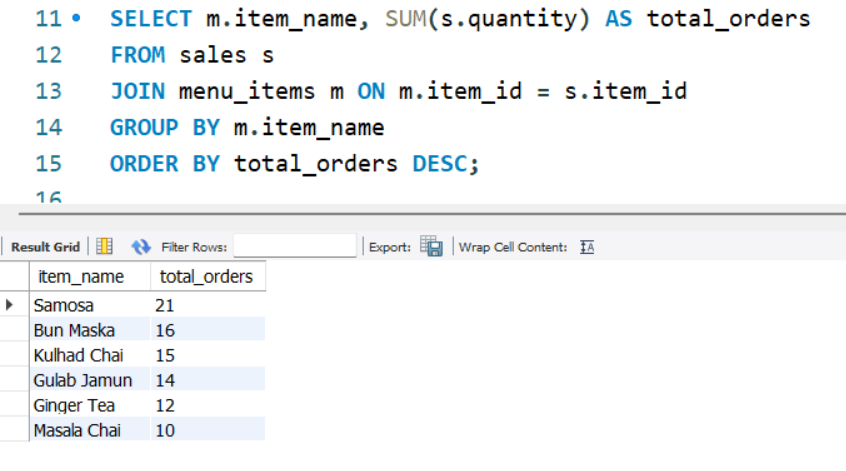 11 SELECT m.item_name, SUM(s.quantity) AS total_orders
12 FROM sales s
13 JOIN menu_items m ON m.item_id = s.item_id
14 GROUP BY m.item_name
15 ORDER BY total_orders DESC;
16
Result Grid Filter Rows: Export: Wrap Cell Content: IA
item_name total_orders
Samosa 21
Bun Maska 16
Kulhad Chai 15
Gulab Jamun 14
Ginger Tea 12
Masala Chai 10